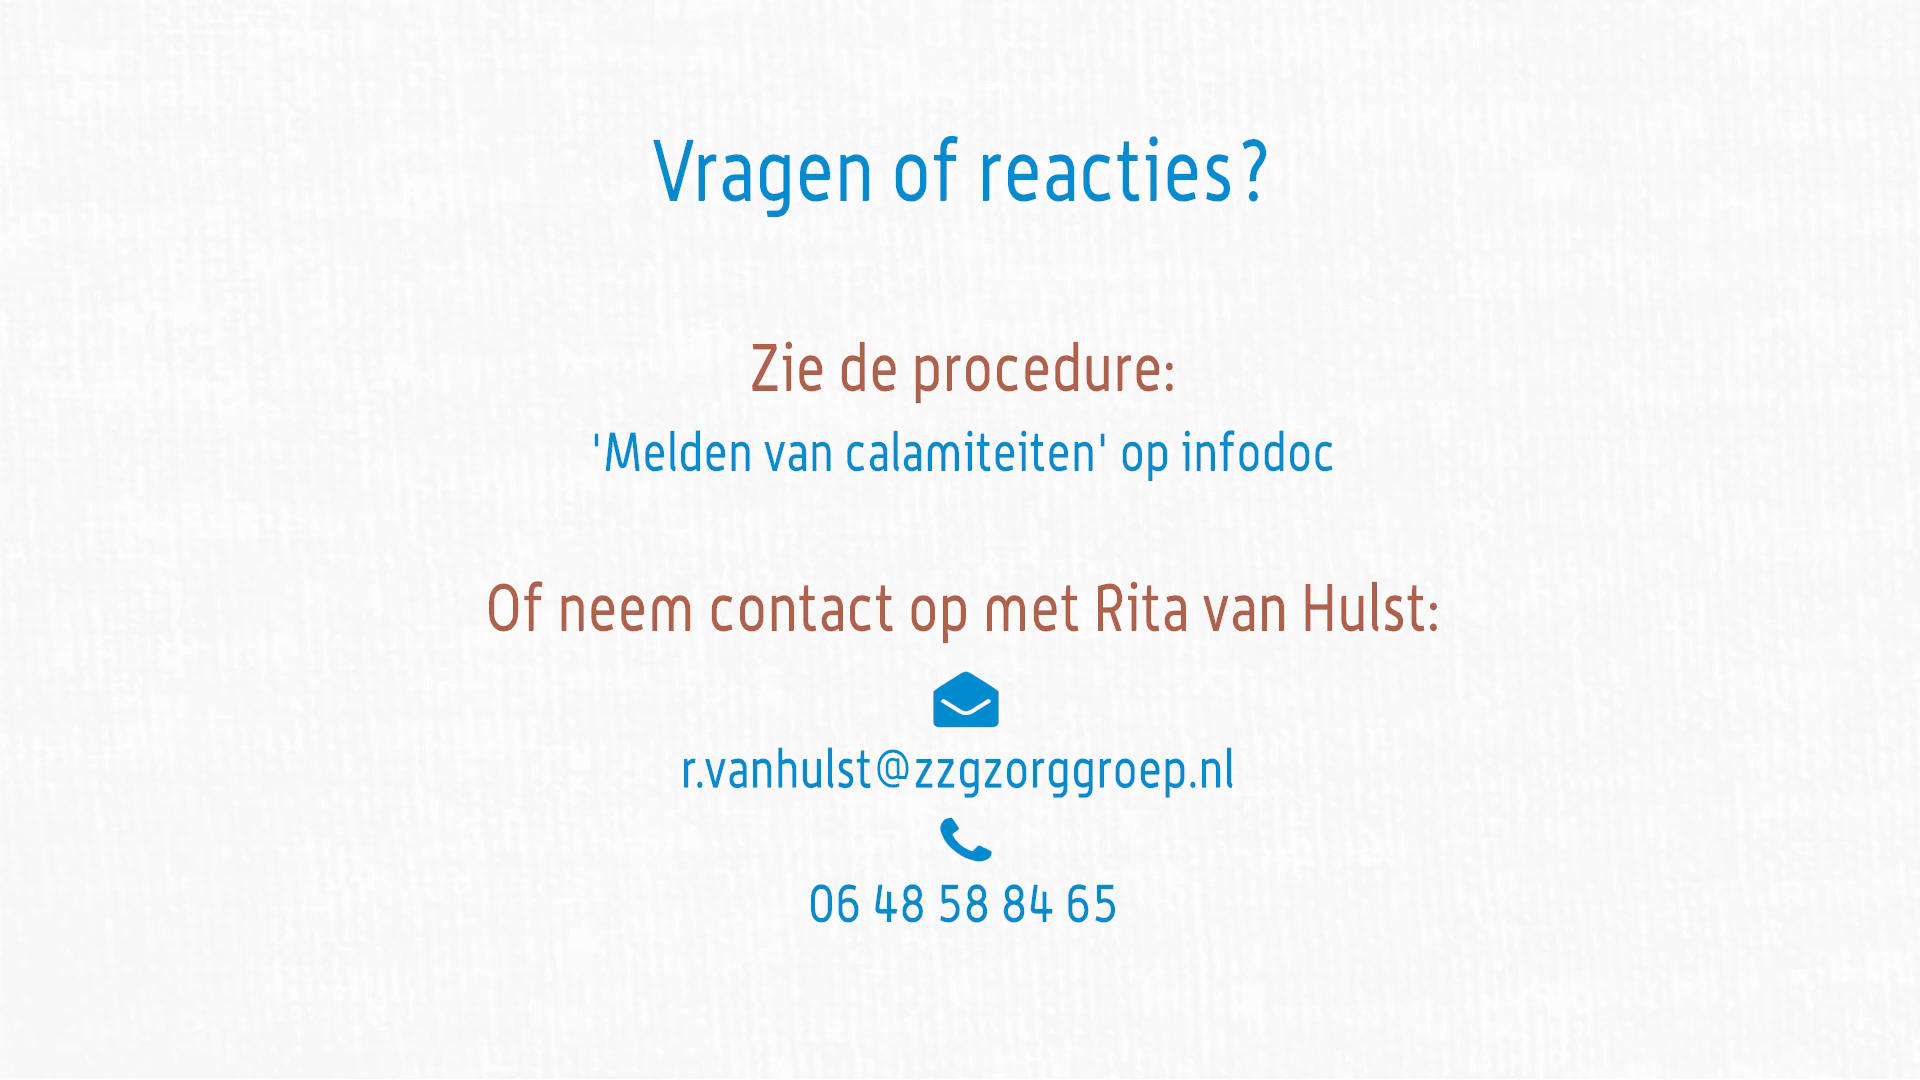 Vragen of reacties?
Zie de procedure:
'Melden van calamiteiten' op infodoc
Of neem contact op met Rita van Hulst:
r.vanhulst@zzgzorggroep.nl
06 48 58 84 65